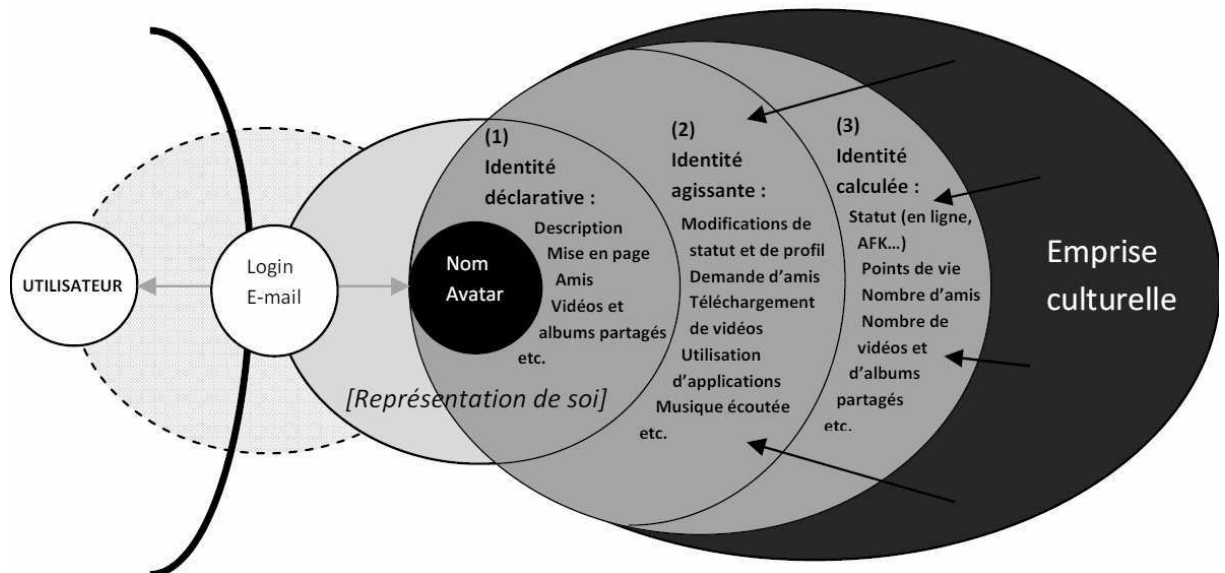 UTILISATEUR
Login
E-mail
Nom
Avatar
(1)
Identité
déclarative :
Description
Mise en page
Amis
Vidéos et
albums partagés
etc.
[Représentation de soi]
(2)
Identité
agissante :
Modifications de
statut et de profil
Demande d'amis
Téléchargement
de vidéos
Utilisation
d'applications
Musique écoutée
etc.
(3)
Identité
calculée :
Statut (en ligne,
AFK...)
Points de vie
Nombre d'amis
Nombre de
vidéos et
d'albums
partagés
etc.
Emprise
culturelle